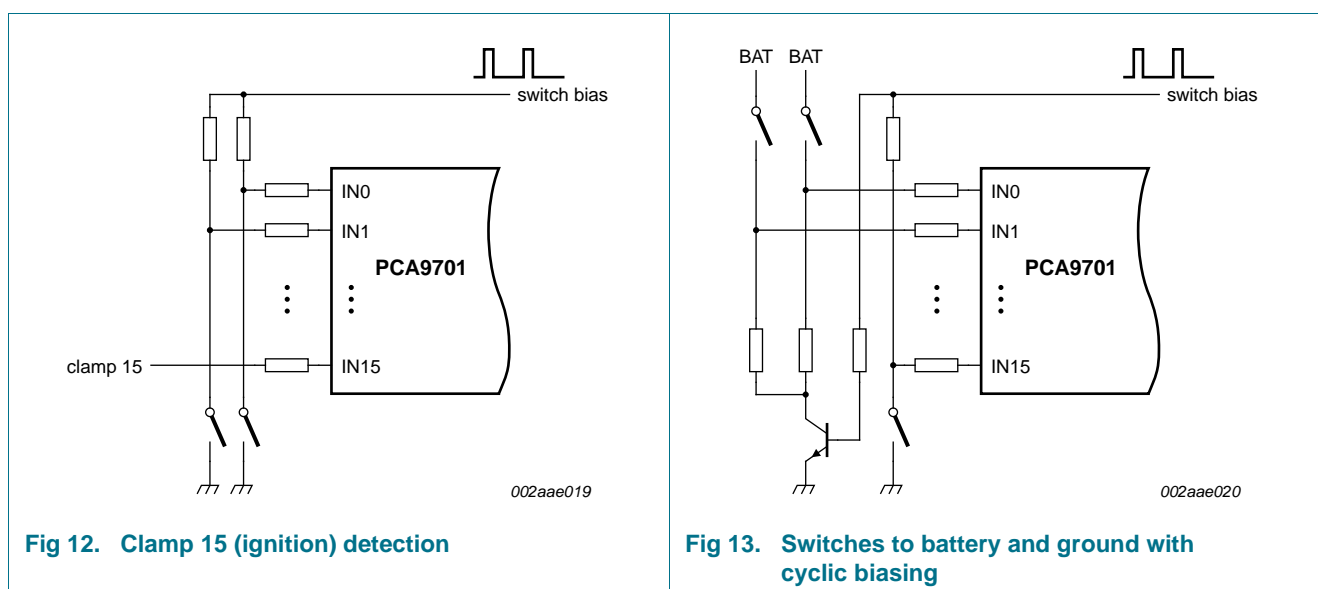 switch bias
IN0
IN1
PCA9701
clamp 15
IN15
002aae019
Fig 12. Clamp 15 (ignition) detection
BAT BAT
switch bias
IN0
IN1
PCA9701
IN15
002aae020
Fig 13. Switches to battery and ground with
cyclic biasing